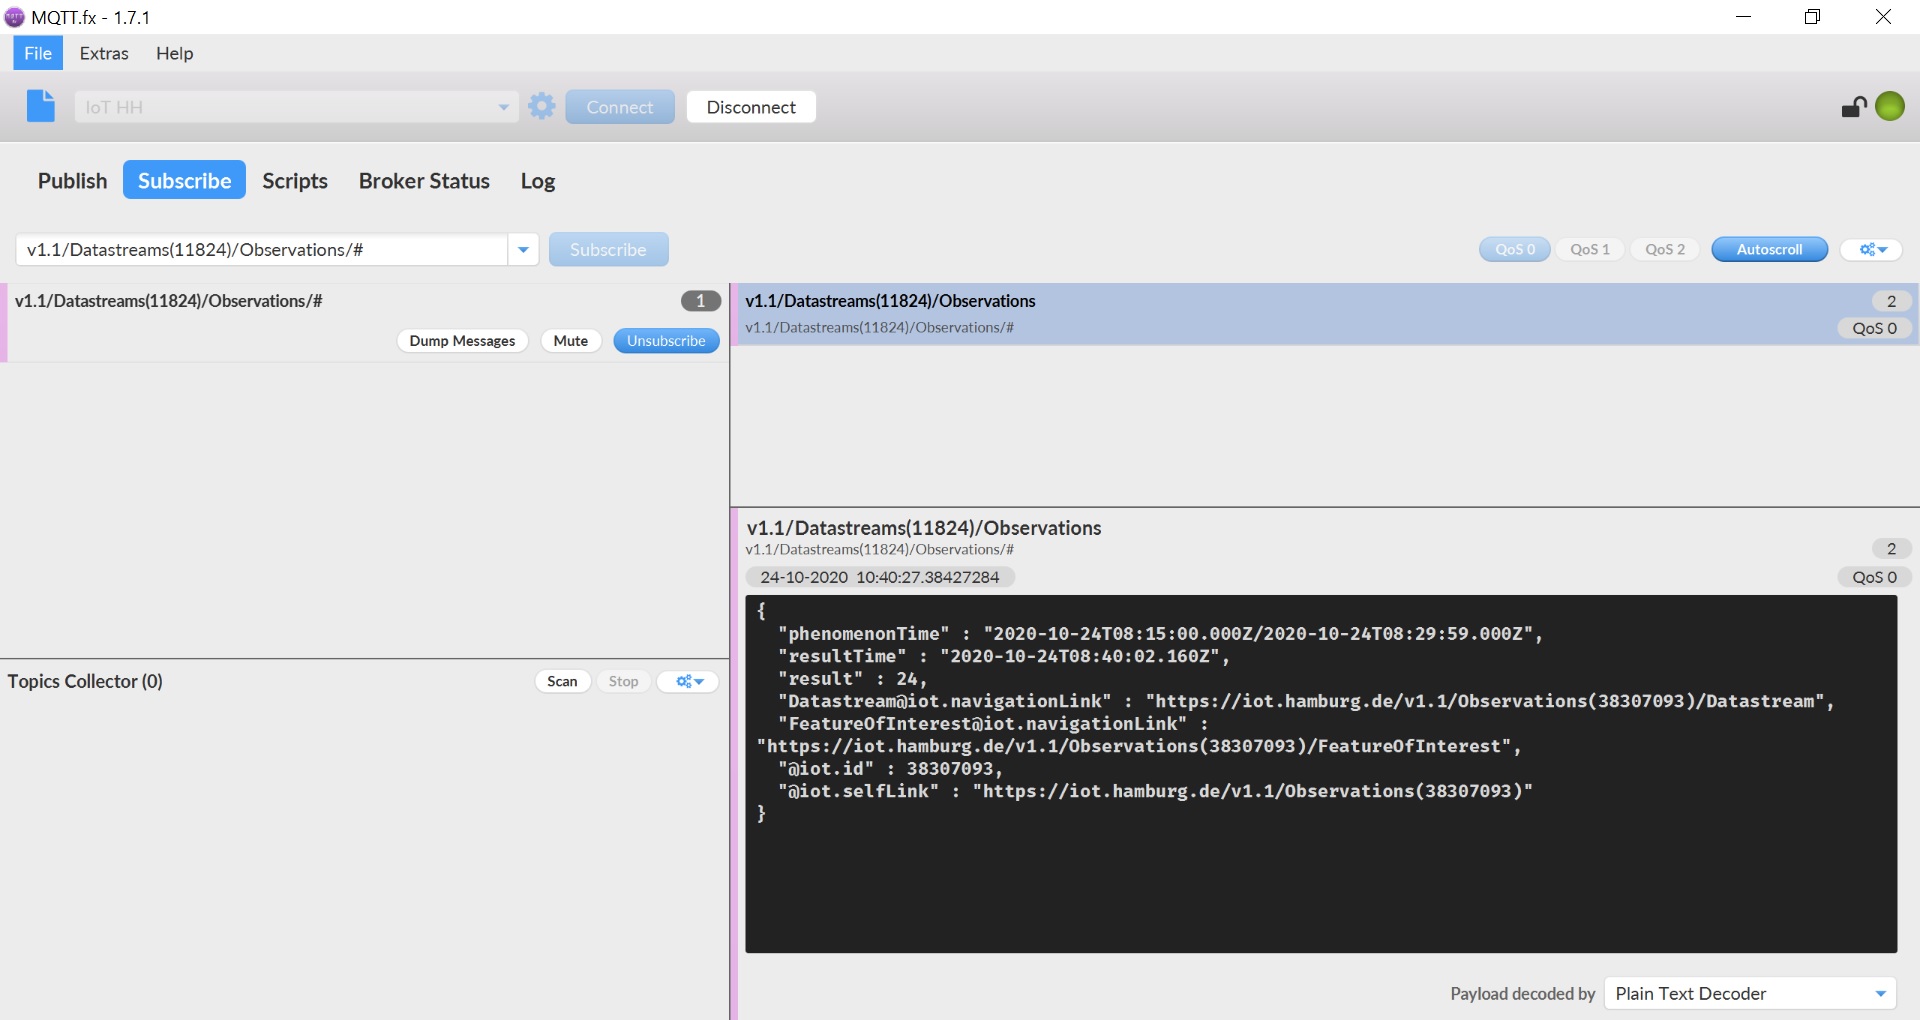 MQTT.fx - 1.7.1
File Extras Help
IoT HH Connect Disconnect
Publish Subscribe Scripts Broker Status Log
v1.1/Datastreams(11824)/Observations/# Subscribe QoS 0 QoS 1 QoS 2 Autoscroll
v1.1/Datastreams(11824)/Observations/# 1
Dump Messages Mute Unsubscribe
v1.1/Datastreams(11824)/Observations 2
v1.1/Datastreams(11824)/Observations/# QoS 0
Topics Collector (0) Scan Stop
v1.1/Datastreams(11824)/Observations
v1.1/Datastreams(11824)/Observations/# 2
24-10-2020 10:40:27.38427284 QoS 0
{
"phenomenonTime" : "2020-10-24T08:15:00.000Z/2020-10-24T08:29:59.000Z",
"resultTime" : "2020-10-24T08:40:02.160Z",
"result" : 24,
"Datastream@iot.navigationLink" : "https://iot.hamburg.de/v1.1/Observations(38307093)/Datastream",
"FeatureOfInterest@iot.navigationLink" :
"https://iot.hamburg.de/v1.1/Observations(38307093)/FeatureOfInterest",
"@iot.id" : 38307093,
"@iot.selfLink" : "https://iot.hamburg.de/v1.1/Observations(38307093)"
}
Payload decoded by Plain Text Decoder